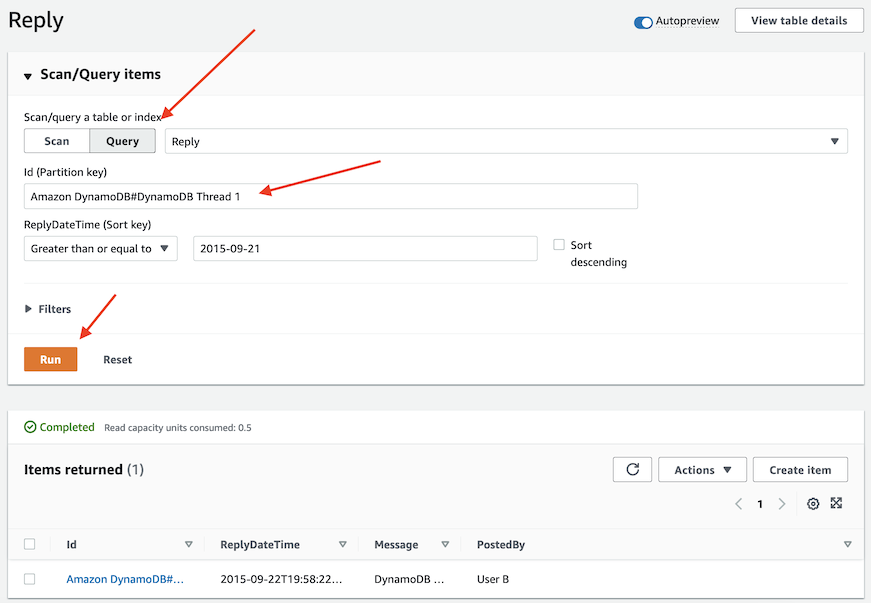 Reply
Autopreview
View table details
Scan/Query items
Scan/query a table or index
Scan
Query
Reply
Id (Partition key)
Amazon DynamoDB#DynamoDB Thread 1
ReplyDateTime (Sort key)
Greater than or equal to
2015-09-21
Sort
descending
Filters
Run
Reset
Completed
Read capacity units consumed: 0.5
Items returned (1)
Actions
Create item
1
Id
ReplyDateTime
Message
PostedBy
Amazon DynamoDB#...
2015-09-22T19:58:22...
DynamoDB ...
User B